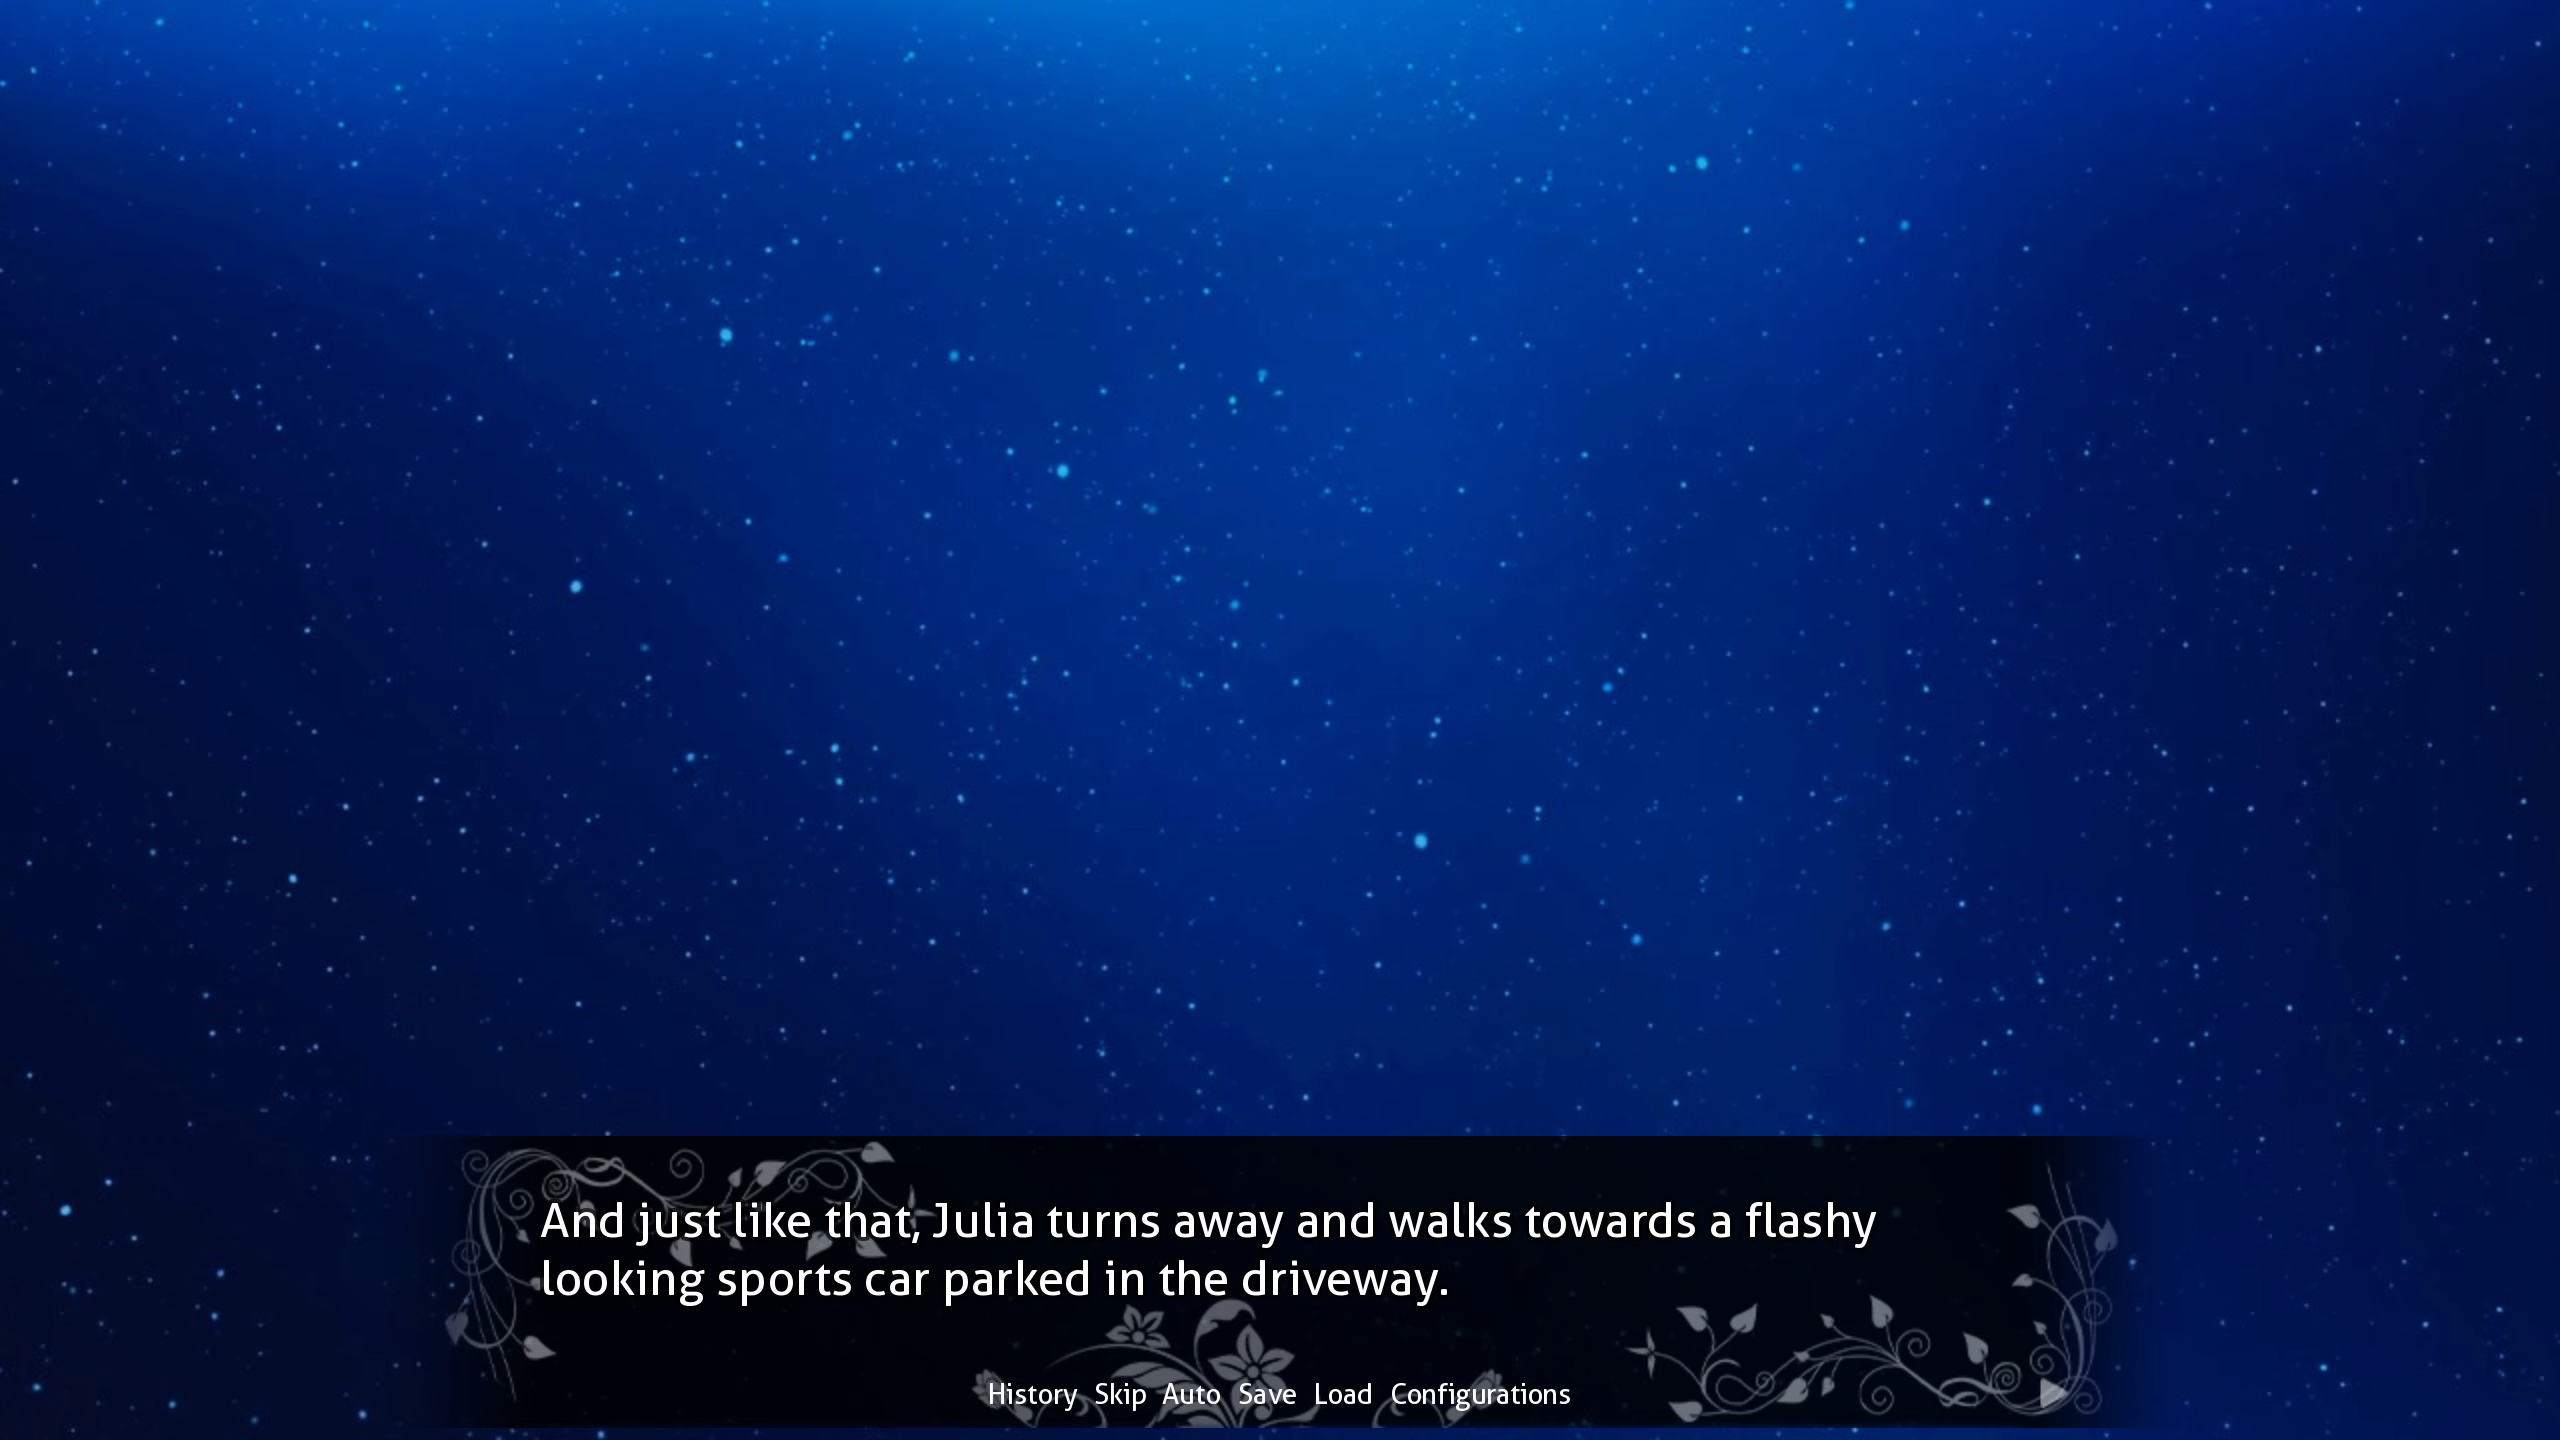 And just like that, Julia turns away and walks towards a flashy
looking sports car parked in the driveway.
History Skip Auto Save Load Configurations